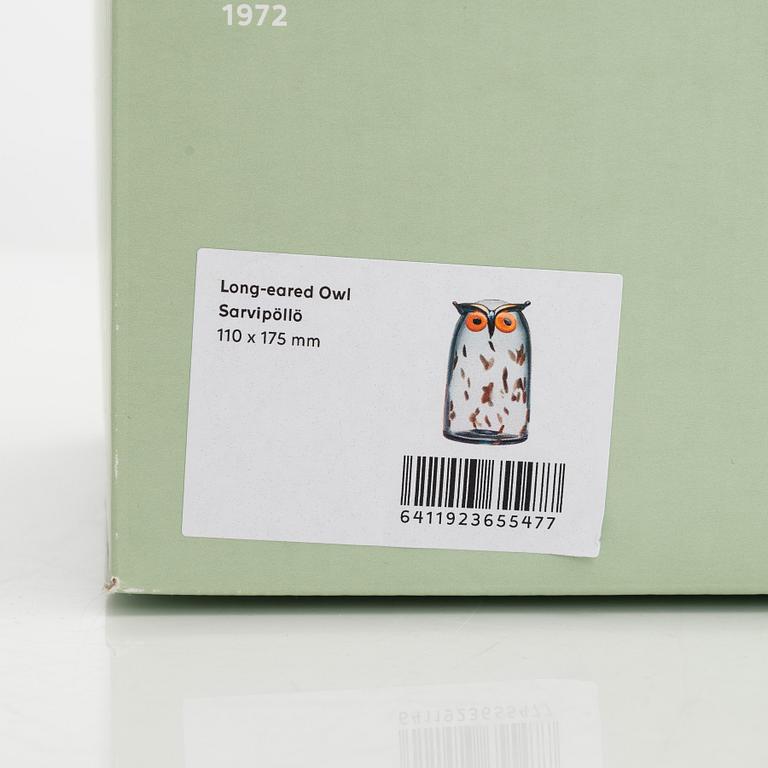 1972
Long-eared Owl
Sarvipöllö
110 x 175 mm
6411923655477